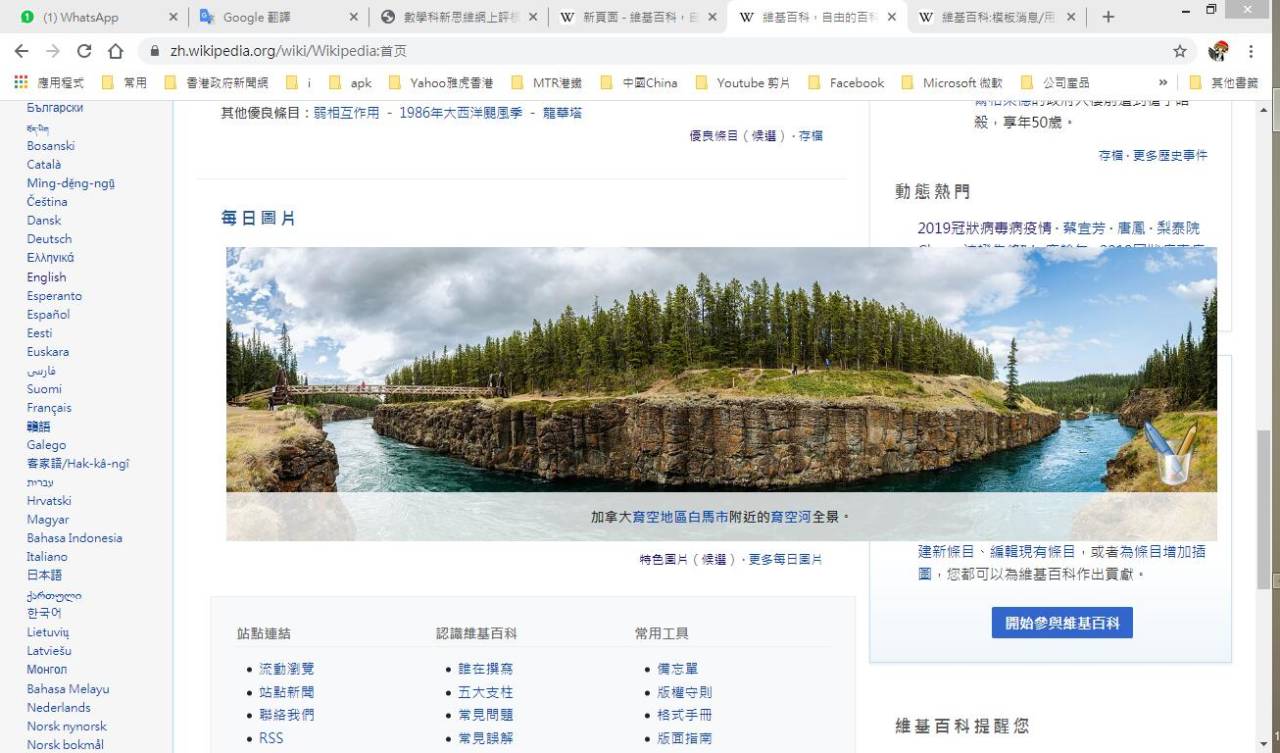 (1) WhatsApp
Google 翻譯
數學科新思維網上評
新頁面 - 維基百科，自
維基百科，自由的百科
維基百科:模板消息/用
zh.wikipedia.org/wiki/Wikipedia:首页
應用程式
常用
香港政府新聞網
i
apk
Yahoo雅虎香港
MTR港鐵
中國China
Youtube 剪片
Facebook
Microsoft 微軟
公司產品
»
其他書籤
Български
Bosanski
Català
Mìng-dĕng-ngṳ̄
Čeština
Dansk
Deutsch
Ελληνικά
English
Esperanto
Español
Eesti
Euskara
فارسی
Suomi
Français
贛語
Galego
客家語/Hak-kâ-ngî
עברית
Hrvatski
Magyar
Bahasa Indonesia
Italiano
日本語
ქართული
한국어
Lietuvių
Latviešu
Монгол
Bahasa Melayu
Nederlands
Norsk nynorsk
Norsk bokmål
其他優良條目：弱相互作用 - 1986年大西洋颶風季 - 龍華塔
優良條目（候選）· 存檔
每日圖片
加拿大育空地區白馬市附近的育空河全景。
特色圖片（候選）· 更多每日圖片
站點連結
流動瀏覽
站點新聞
聯絡我們
RSS
認識維基百科
誰在撰寫
五大支柱
常見問題
常見誤解
常用工具
備忘單
版權守則
格式手冊
版面指南
殺，享年50歲。
存檔 · 更多歷史事件
動態熱門
2019冠狀病毒病疫情 · 蔡宜芳 · 唐鳳 · 梨泰院
建新條目、編輯現有條目，或者為條目增加插
圖，您都可以為維基百科作出貢獻。
開始參與維基百科
維基百科提醒您